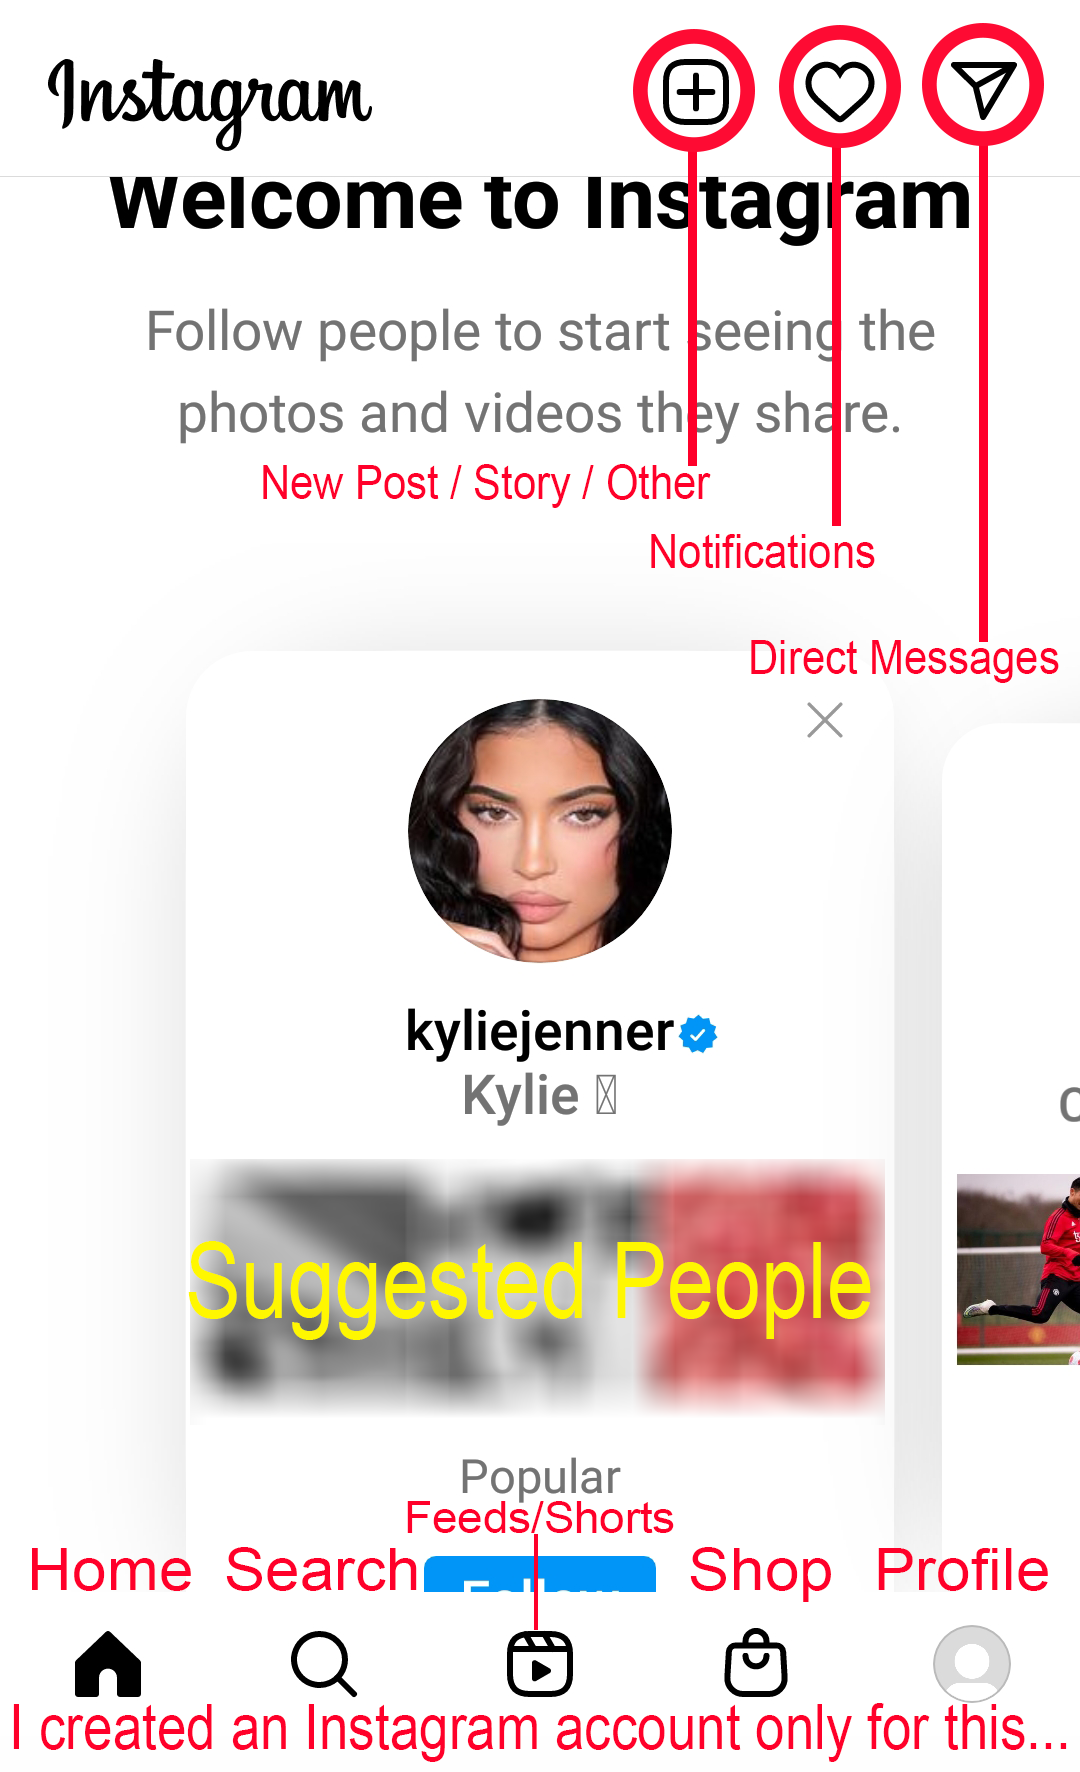 Instagram
Welcome to Instagram
Follow people to start seeing the
photos and videos they share.
New Post / Story / Other
Notifications
Direct Messages
kyliejenner
Kylie
Suggested People
Popular
Feeds/Shorts
Home Search Shop Profile
Follow
I created an Instagram account only for this...